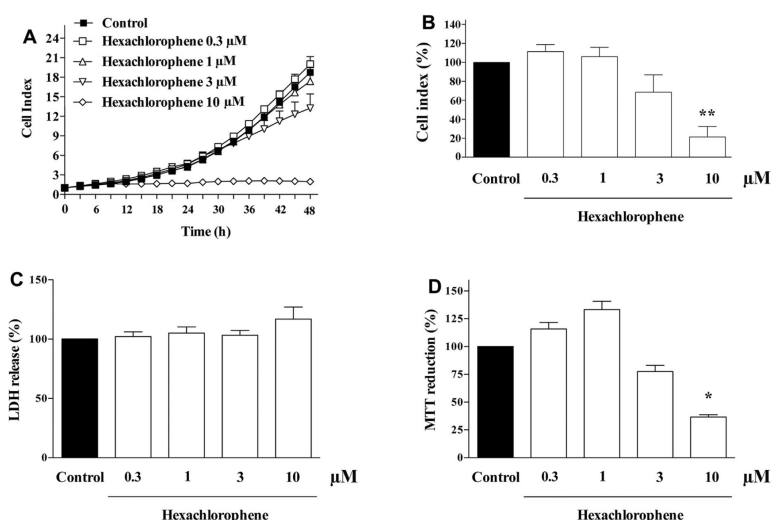 A
Control
Hexachlorophene 0.3 µM
Hexachlorophene 1 µM
Hexachlorophene 3 µM
Hexachlorophene 10 µM
24
21
18
15
12
9
6
3
0
Cell Index
0 6 12 18 24 30 36 42 48
Time (h)
B
140
120
100
80
60
40
20
0
Cell index (%)
**
Control 0.3 1 3 10 µM
Hexachlorophene
C
150
100
50
0
LDH release (%)
Control 0.3 1 3 10 µM
Hexachlorophene
D
150
125
100
75
50
25
0
MTT reduction (%)
*
Control 0.3 1 3 10 µM
Hexachlorophene